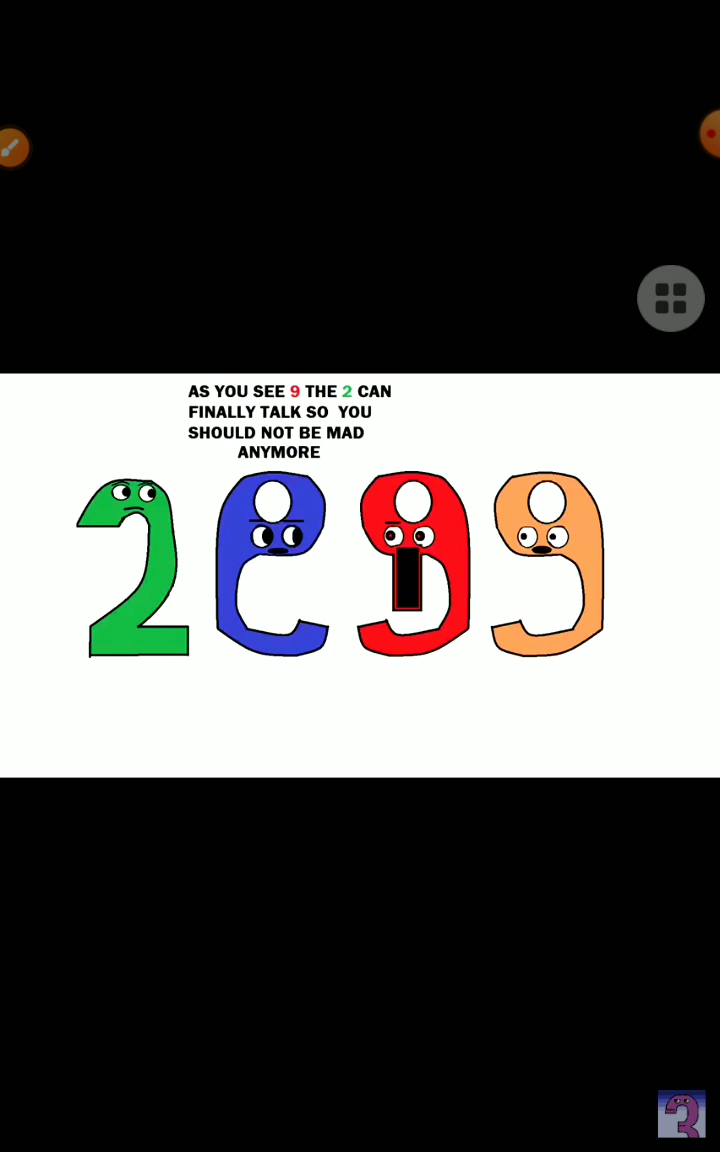 AS YOU SEE 9 THE 2 CAN
FINALLY TALK SO YOU
SHOULD NOT BE MAD
ANYMORE